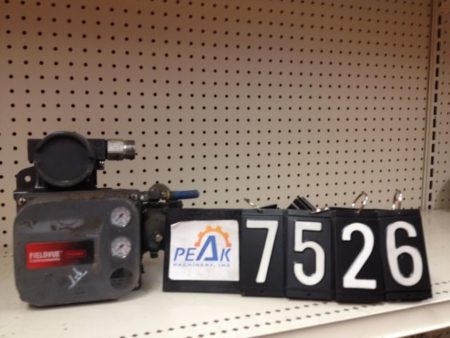 FIELDVUE
PEAK
MACHINERY, INC
7526